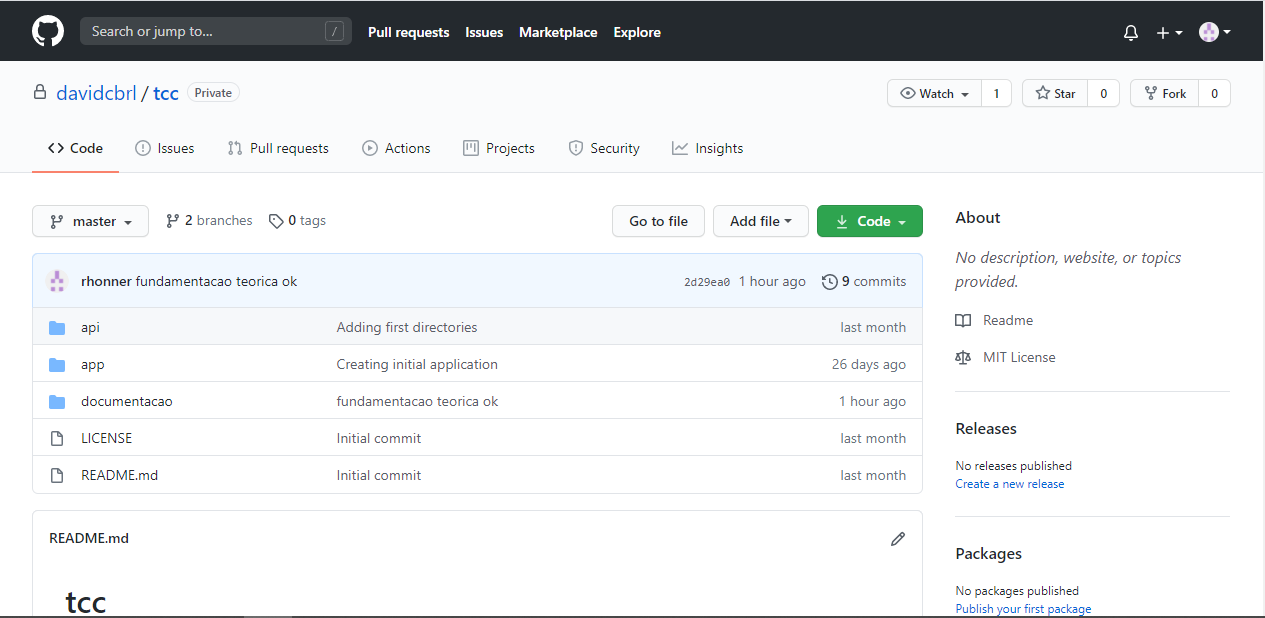 Search or jump to... /
Pull requests Issues Marketplace Explore
davidcbrl / tcc Private
Watch 1 Star 0 Fork 0
Code Issues Pull requests Actions Projects Security Insights
master 2 branches 0 tags
Go to file Add file Code
rhonner fundamentacao teorica ok 2d29ea0 1 hour ago 9 commits
api Adding first directories last month
app Creating initial application 26 days ago
documentacao fundamentacao teorica ok 1 hour ago
LICENSE Initial commit last month
README.md Initial commit last month
README.md
tcc
About
No description, website, or topics
provided.
Readme
MIT License
Releases
No releases published
Create a new release
Packages
No packages published
Publish your first package